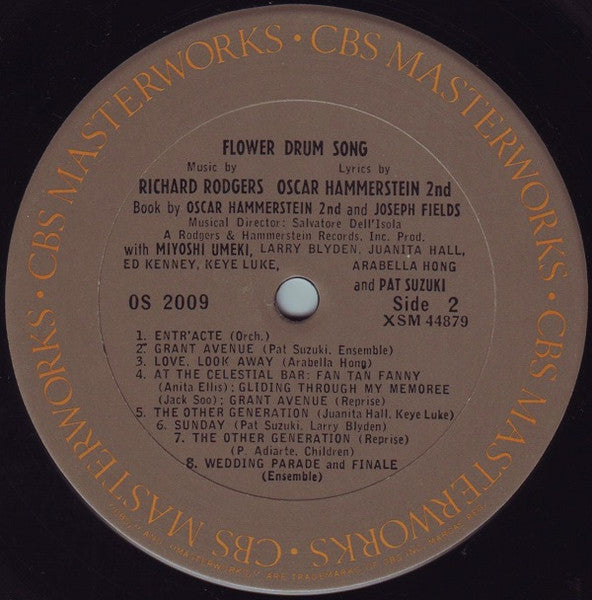 CBS MASTERWORKS • CBS MASTERWORKS • CBS MASTERWORKS • CBS MASTERWORKS •
FLOWER DRUM SONG
Music by Lyrics by
RICHARD RODGERS OSCAR HAMMERSTEIN 2nd
Book by OSCAR HAMMERSTEIN 2nd and JOSEPH FIELDS
Musical Director: Salvatore Dell'Isola
A Rodgers & Hammerstein Records, Inc. Prod.
with MIYOSHI UMEKI, LARRY BLYDEN, JUANITA HALL,
ED KENNEY, KEYE LUKE, ARABELLA HONG
and PAT SUZUKI
OS 2009 Side 2
XSM 44879
1. ENTR'ACTE (Orch.)
2. GRANT AVENUE (Pat Suzuki, Ensemble)
3. LOVE, LOOK AWAY (Arabella Hong)
4. AT THE CELESTIAL BAR: FAN TAN FANNY
(Anita Ellis); GLIDING THROUGH MY MEMOREE
(Jack Soo); GRANT AVENUE (Reprise)
5. THE OTHER GENERATION (Juanita Hall, Keye Luke)
6. SUNDAY (Pat Suzuki, Larry Blyden)
7. THE OTHER GENERATION (Reprise)
(P. Adiarte, Children)
8. WEDDING PARADE and FINALE
(Ensemble)
ARE TRADEMARKS OF CBS INC.